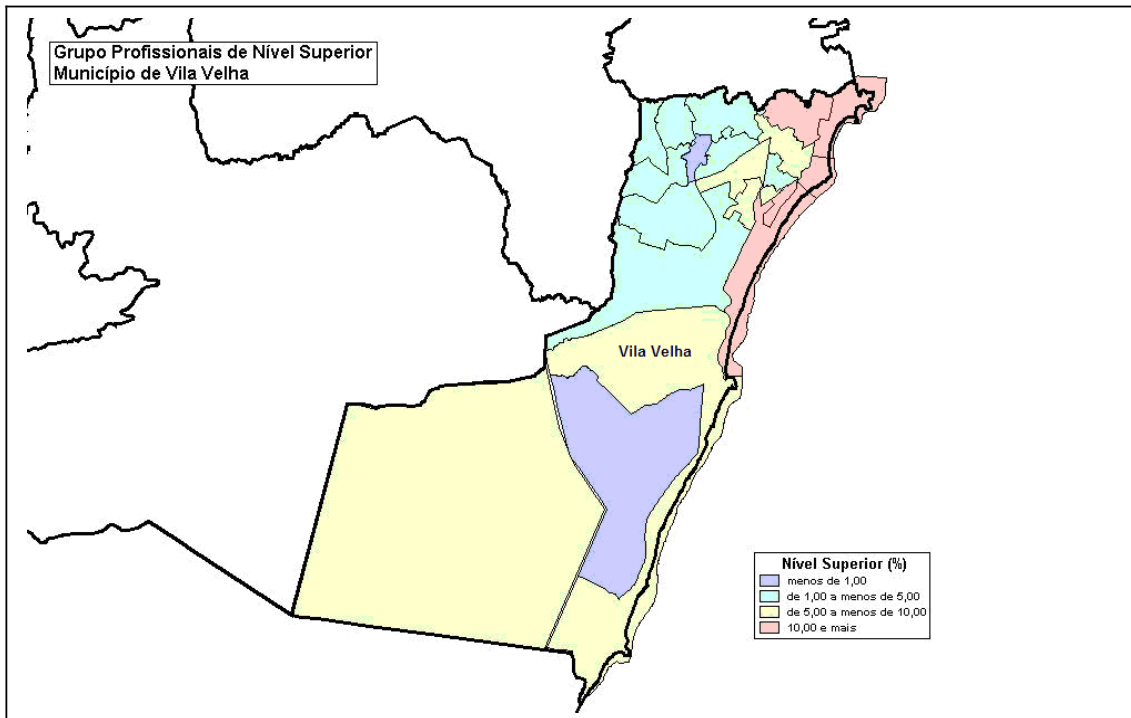 Grupo Profissionais de Nível Superior
Município de Vila Velha
Vila Velha
Nível Superior (%)
menos de 1,00
de 1,00 a menos de 5,00
de 5,00 a menos de 10,00
10,00 e mais